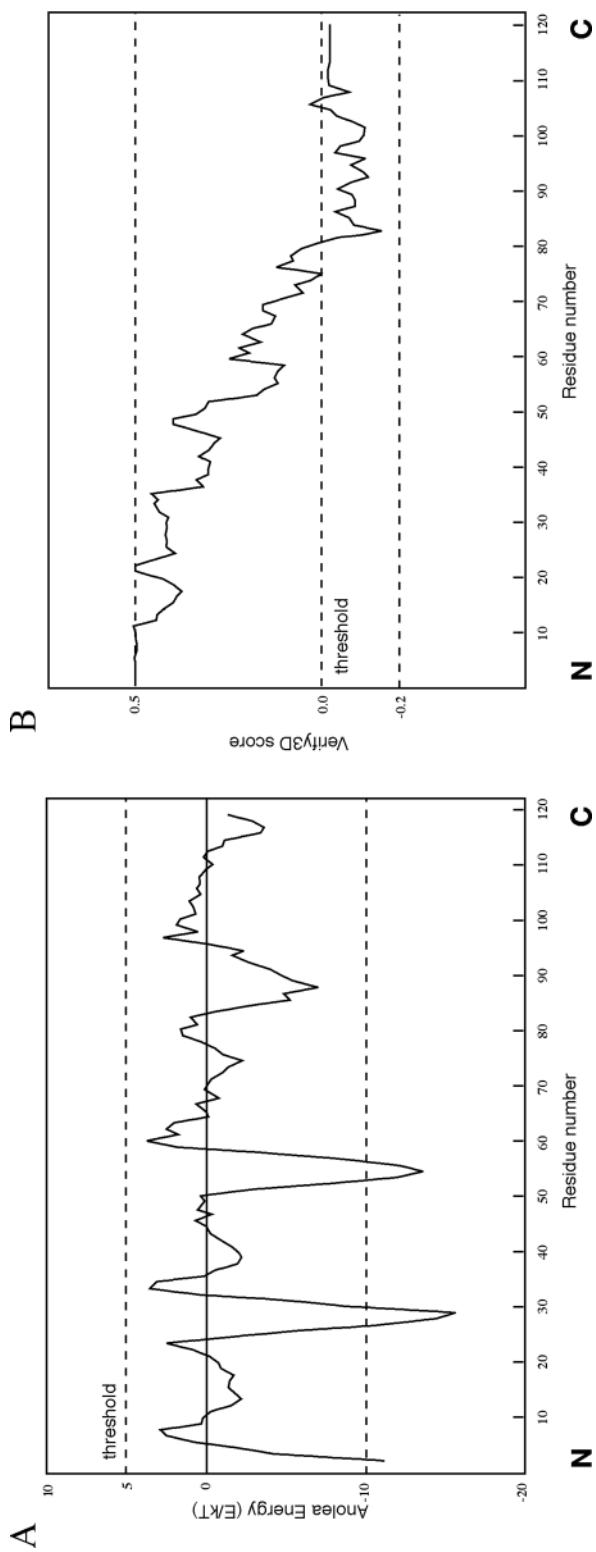 A
10
5
0
-10
-20
Anolea Energy (E/kT)
threshold
10
20
30
40
50
60
70
80
90
100
110
120
Residue number
N
C
B
0.5
0.0
-0.2
Verify3D score
threshold
10
20
30
40
50
60
70
80
90
100
110
120
Residue number
N
C